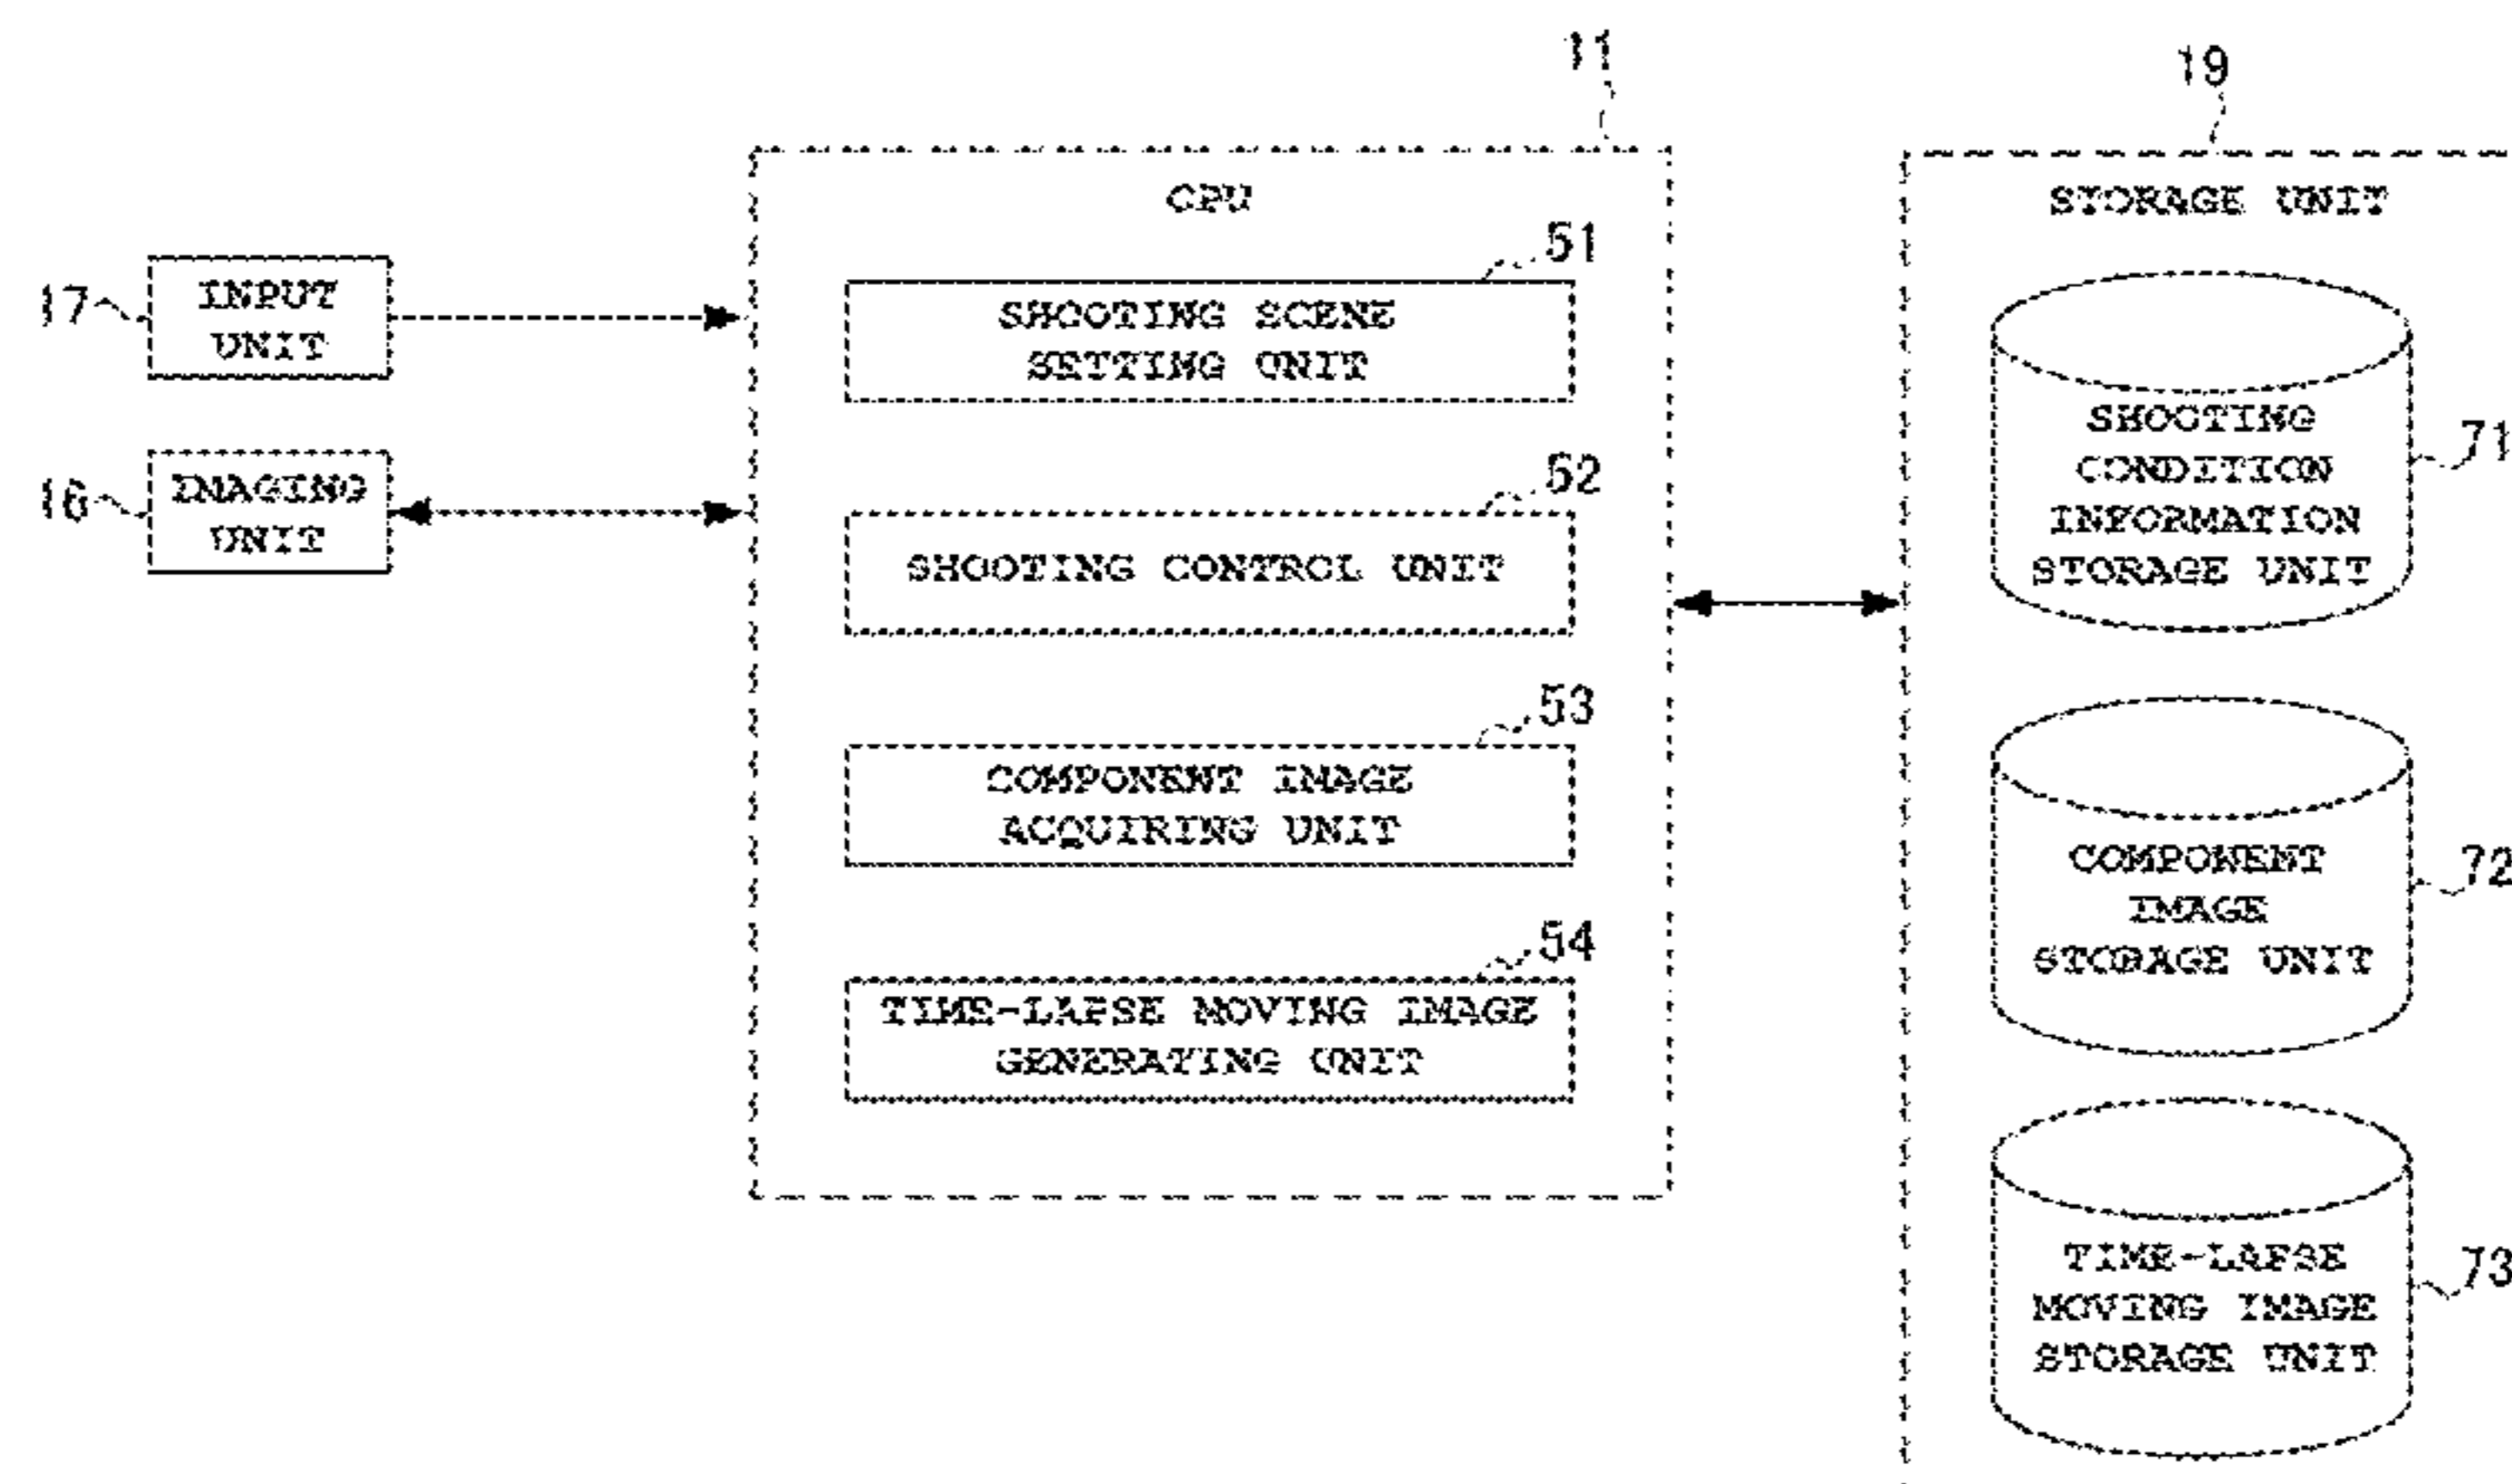 11
19
CPU
STORAGE UNIT
51
17
INPUT
UNIT
SHOOTING SCENE
SETTING UNIT
16
IMAGING
UNIT
52
SHOOTING CONTROL UNIT
SHOOTING
CONDITION
INFORMATION
STORAGE UNIT
71
53
COMPONENT IMAGE
ACQUIRING UNIT
COMPONENT
IMAGE
STORAGE UNIT
72
54
TIME-LAPSE MOVING IMAGE
GENERATING UNIT
TIME-LAPSE
MOVING IMAGE
STORAGE UNIT
73